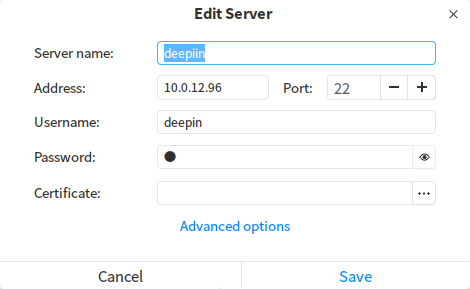 Edit Server
Server name: deepiin
Address: 10.0.12.96 Port: 22
Username: deepin
Password: ●
Certificate:
Advanced options
Cancel Save